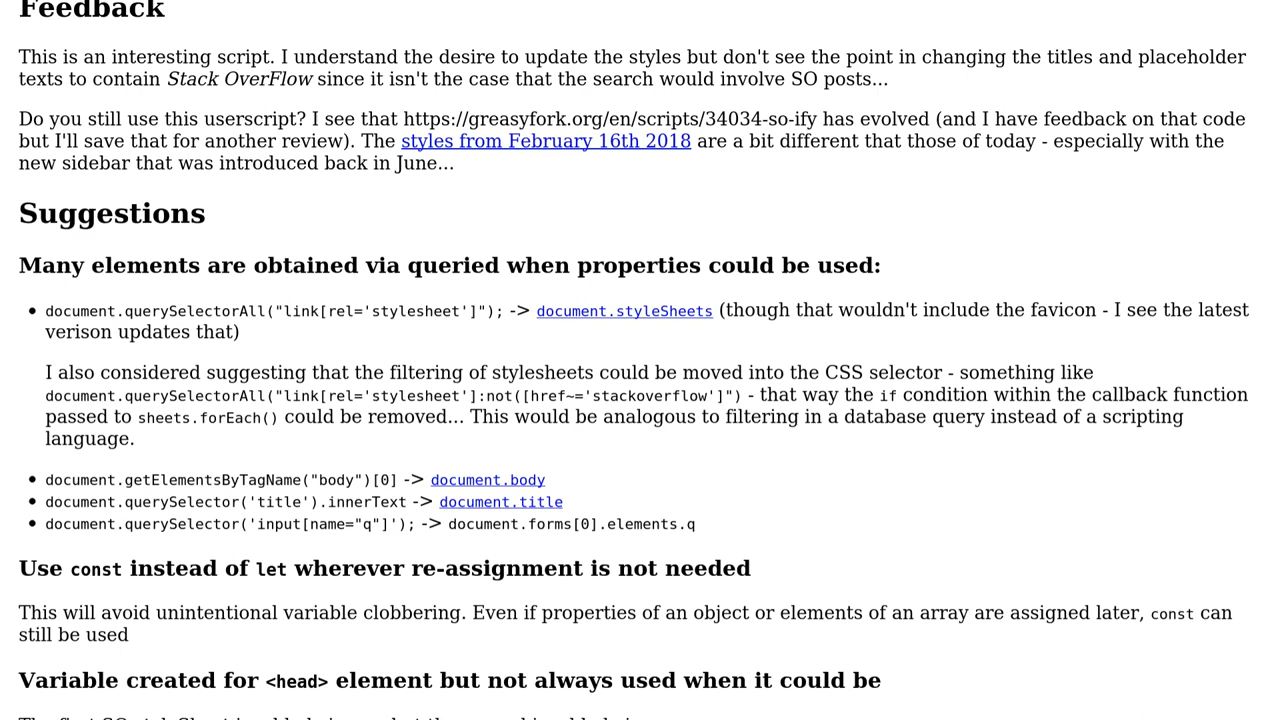 Feedback
This is an interesting script. I understand the desire to update the styles but don't see the point in changing the titles and placeholder
texts to contain Stack OverFlow since it isn't the case that the search would involve SO posts...
Do you still use this userscript? I see that https://greasyfork.org/en/scripts/34034-so-ify has evolved (and I have feedback on that code
but I'll save that for another review). The styles from February 16th 2018 are a bit different that those of today - especially with the
new sidebar that was introduced back in June...
Suggestions
Many elements are obtained via queried when properties could be used:
• document.querySelectorAll("link[rel='stylesheet']"); -> document.styleSheets (though that wouldn't include the favicon - I see the latest
verison updates that)
I also considered suggesting that the filtering of stylesheets could be moved into the CSS selector - something like
document.querySelectorAll("link[rel='stylesheet']:not([href~='stackoverflow']") - that way the if condition within the callback function
passed to sheets.forEach() could be removed... This would be analogous to filtering in a database query instead of a scripting
language.
• document.getElementsByTagName("body")[0] -> document.body
• document.querySelector('title').innerText -> document.title
• document.querySelector('input[name="q"]'); -> document.forms[0].elements.q
Use const instead of let wherever re-assignment is not needed
This will avoid unintentional variable clobbering. Even if properties of an object or elements of an array are assigned later, const can
still be used
Variable created for <head> element but not always used when it could be